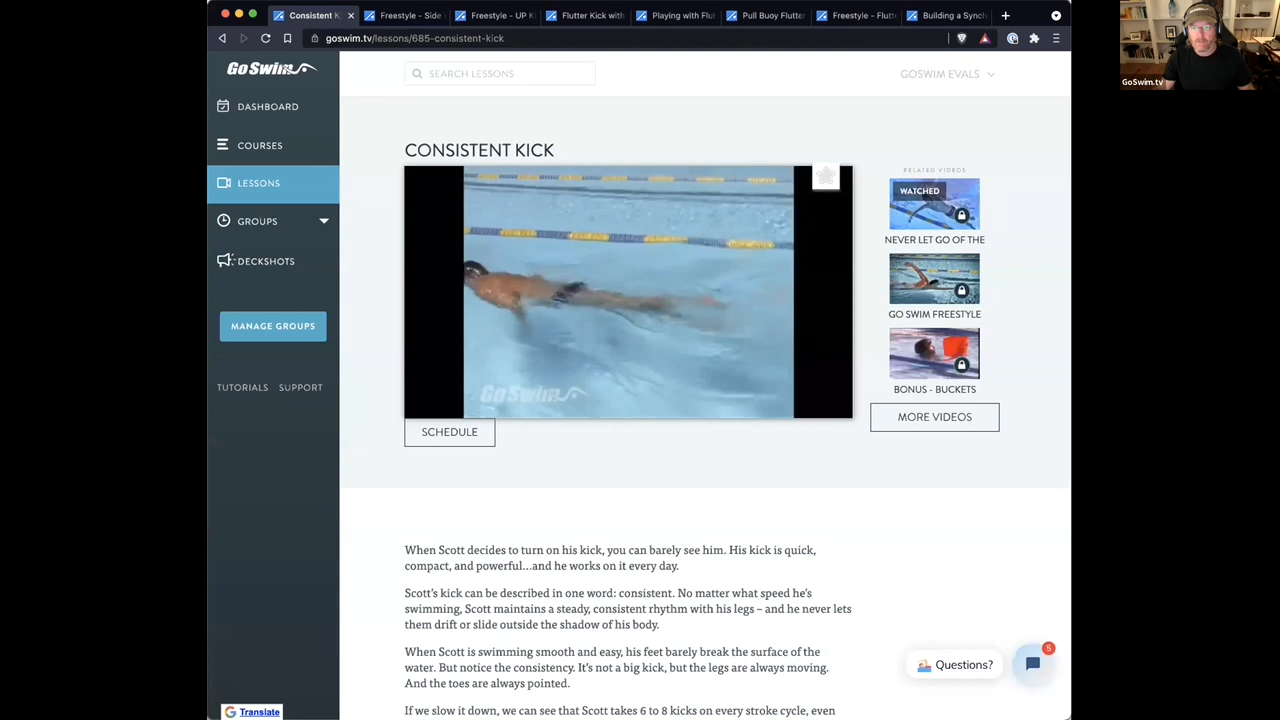 Consistent K
Freestyle - Side
Freestyle - UP K
Flutter Kick with
Playing with Flut
Pull Buoy Flutter
Freestyle - Flutte
Building a Synch
goswim.tv/lessons/685-consistent-kick
GoSwim
SEARCH LESSONS
GOSWIM EVALS
GoSwim.tv
DASHBOARD
COURSES
LESSONS
GROUPS
DECKSHOTS
MANAGE GROUPS
TUTORIALS SUPPORT
CONSISTENT KICK
GoSwim
SCHEDULE
RELATED VIDEOS
WATCHED
NEVER LET GO OF THE
GO SWIM FREESTYLE
BONUS - BUCKETS
MORE VIDEOS
When Scott decides to turn on his kick, you can barely see him. His kick is quick,
compact, and powerful...and he works on it every day.
Scott's kick can be described in one word: consistent. No matter what speed he's
swimming, Scott maintains a steady, consistent rhythm with his legs – and he never lets
them drift or slide outside the shadow of his body.
When Scott is swimming smooth and easy, his feet barely break the surface of the
water. But notice the consistency. It's not a big kick, but the legs are always moving.
And the toes are always pointed.
If we slow it down, we can see that Scott takes 6 to 8 kicks on every stroke cycle, even
Questions?
5
Translate